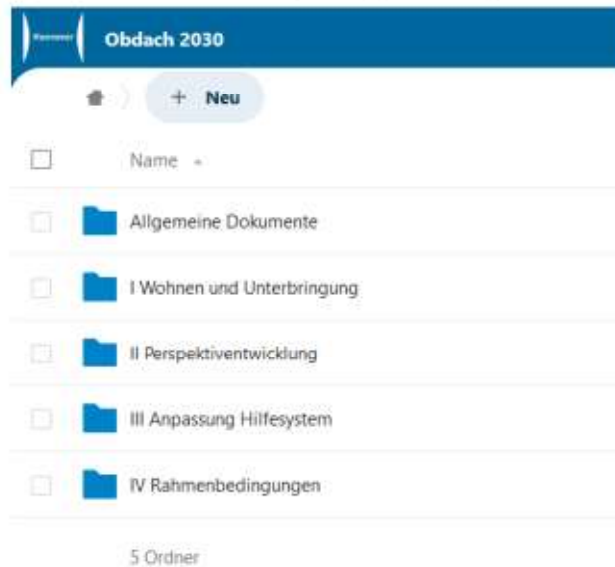 Obdach 2030
+ Neu
Name
Allgemeine Dokumente
I Wohnen und Unterbringung
II Perspektiventwicklung
III Anpassung Hilfesystem
IV Rahmenbedingungen
5 Ordner